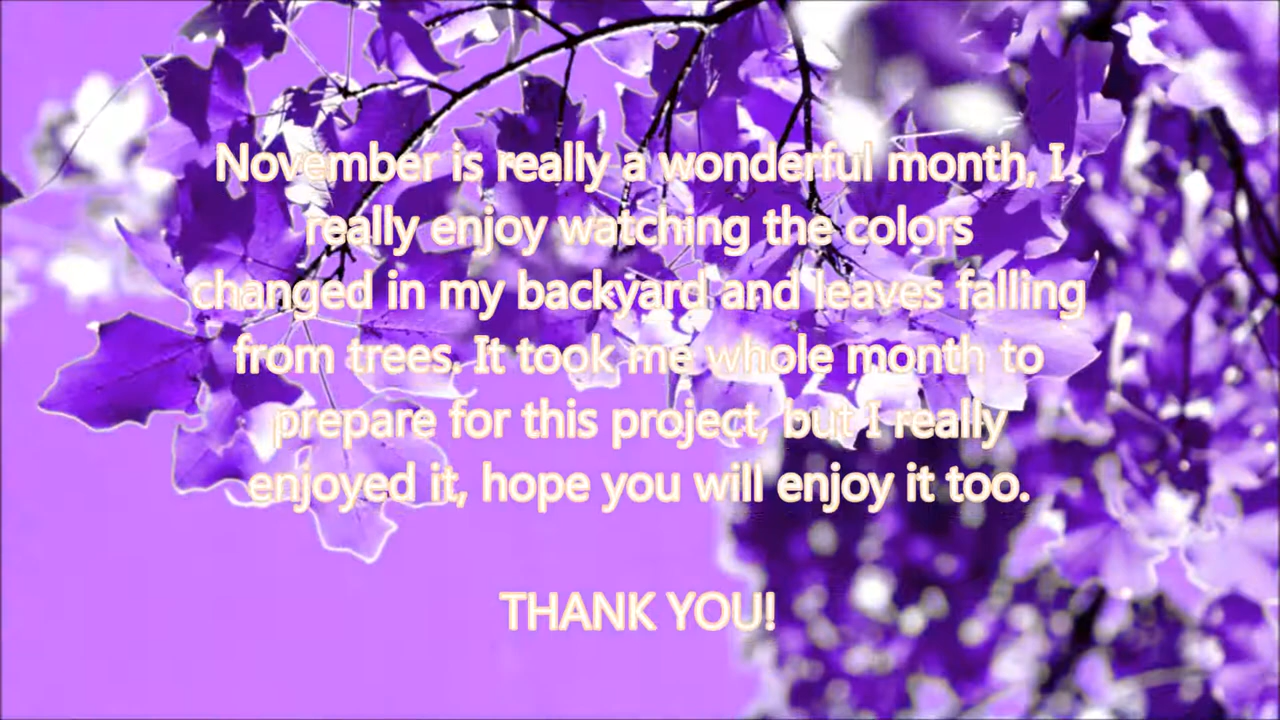 November is really a wonderful month, I
really enjoy watching the colors
changed in my backyard and leaves falling
from trees. It took me whole month to
prepare for this project, but I really
enjoyed it, hope you will enjoy it too.
THANK YOU!